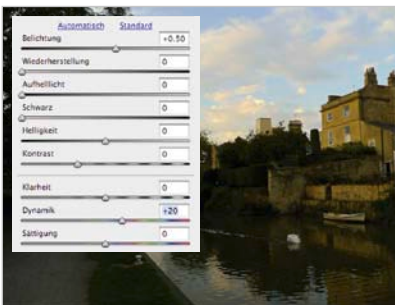 Automatisch Standard
Belichtung +0.50
Wiederherstellung 0
Aufhelllicht 0
Schwarz 0
Helligkeit 0
Kontrast 0
Klarheit 0
Dynamik +20
Sättigung 0